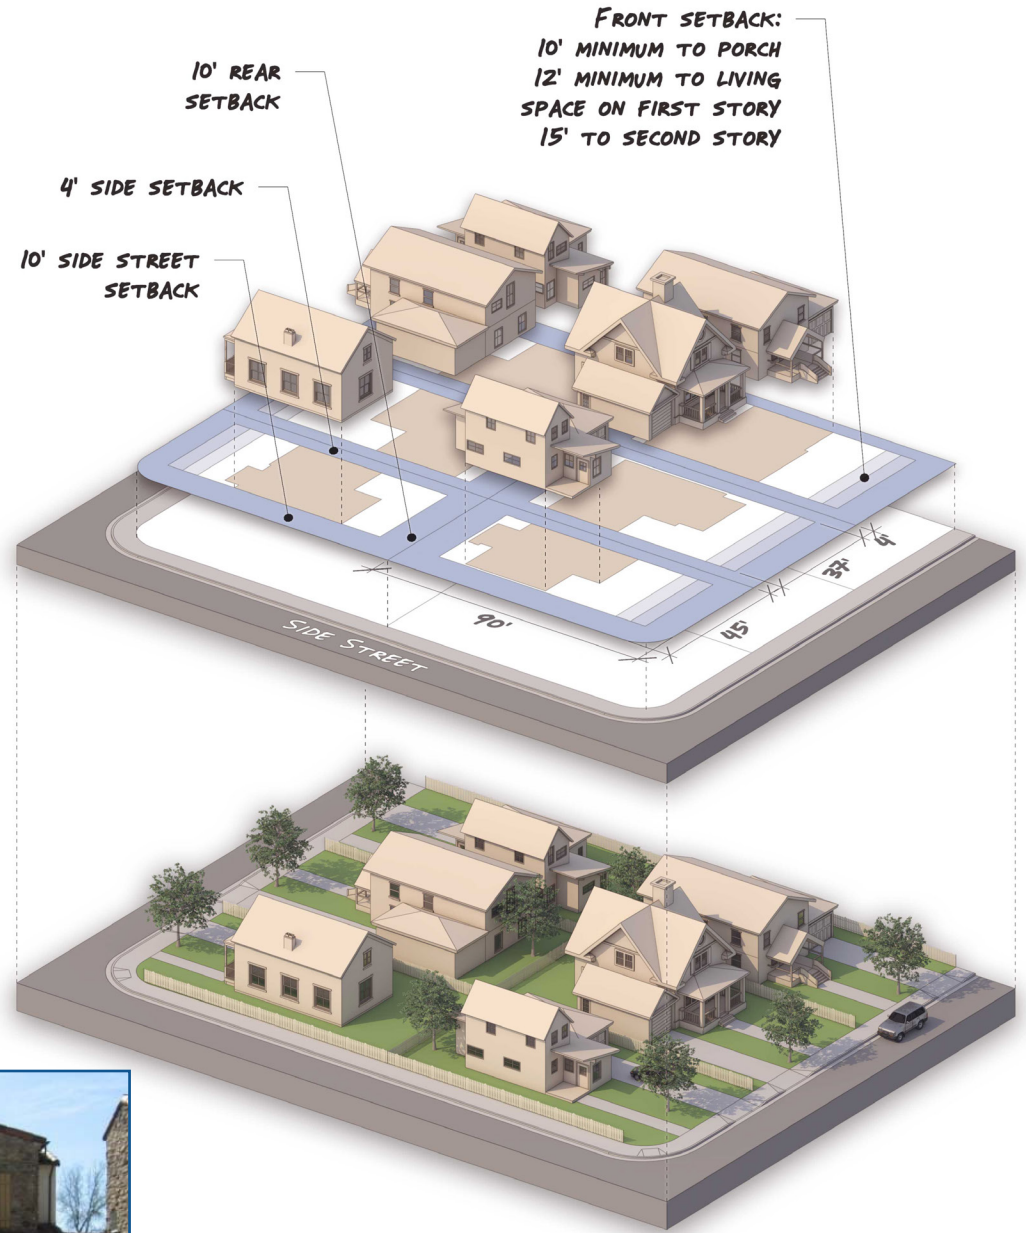 FRONT SETBACK:
10' MINIMUM TO PORCH
12' MINIMUM TO LIVING
SPACE ON FIRST STORY
15' TO SECOND STORY
10' REAR
SETBACK
4' SIDE SETBACK
10' SIDE STREET
SETBACK
4'
37'
45'
90'
SIDE STREET